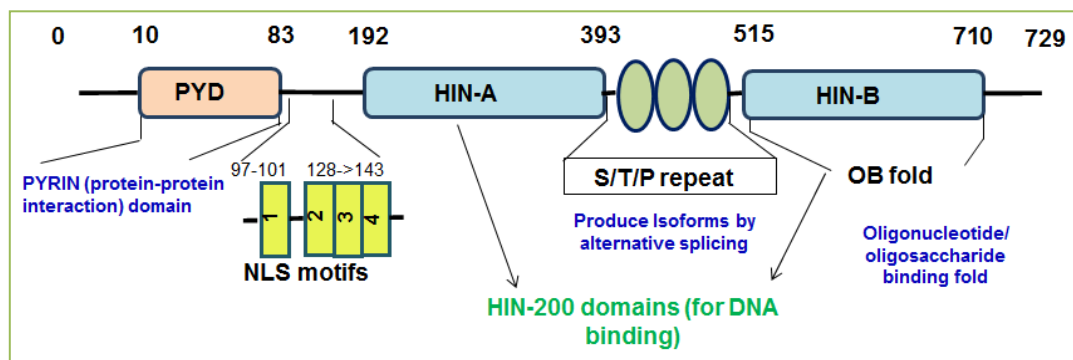 0 10 83 192 393 515 710 729
PYD HIN-A HIN-B
97-101 128->143
PYRIN (protein-protein
interaction) domain
1 2 3 4
NLS motifs
S/T/P repeat
Produce Isoforms by
alternative splicing
OB fold
Oligonucleotide/
oligosaccharide
binding fold
HIN-200 domains (for DNA
binding)